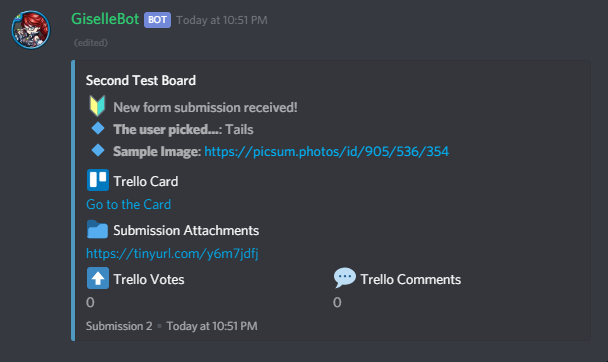 GiselleBot BOT Today at 10:51 PM
(edited)
Second Test Board
New form submission received!
The user picked...: Tails
Sample Image: https://picsum.photos/id/905/536/354
Trello Card
Go to the Card
Submission Attachments
https://tinyurl.com/y6m7jdfj
Trello Votes Trello Comments
0 0
Submission 2 • Today at 10:51 PM